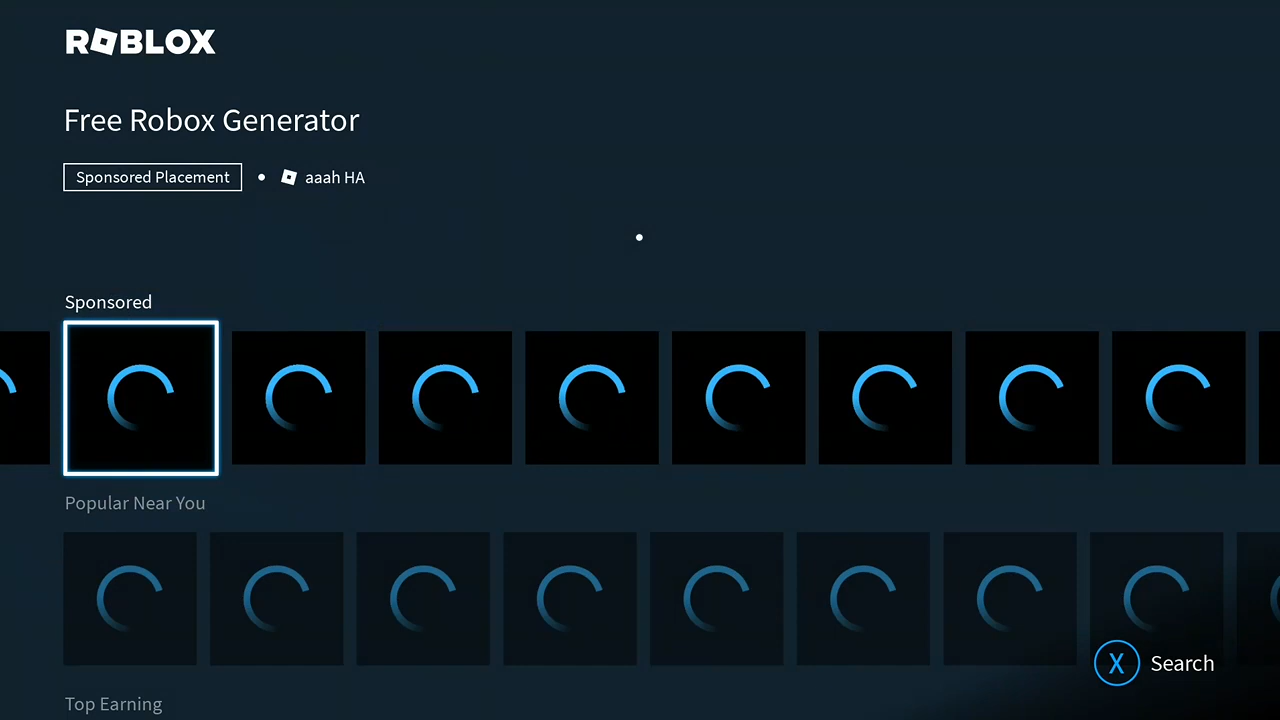 ROBLOX
Free Robox Generator
Sponsored Placement • aaah HA
Sponsored
Popular Near You
X Search
Top Earning